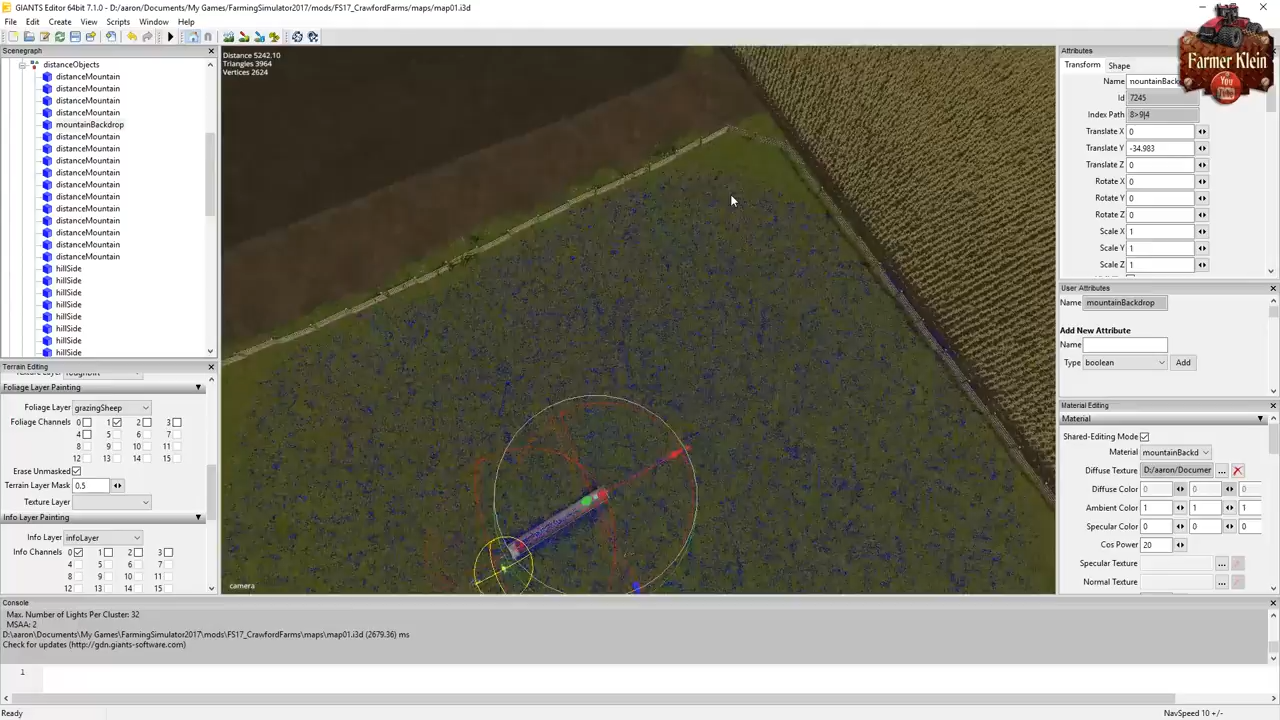 GIANTS Editor 64bit 7.1.0 - D:/aaron/Documents/My Games/FarmingSimulator2017/mods/FS17_CrawfordFarms/maps/map01.i3d
File Edit Create View Scripts Window Help
Scenegraph
distanceObjects
distanceMountain
distanceMountain
distanceMountain
distanceMountain
mountainBackdrop
distanceMountain
distanceMountain
distanceMountain
distanceMountain
distanceMountain
distanceMountain
distanceMountain
distanceMountain
distanceMountain
distanceMountain
distanceMountain
hillSide
hillSide
hillSide
hillSide
hillSide
hillSide
hillSide
hillSide
Terrain Editing
Foliage Layer Painting
Foliage Layer grazingSheep
Foliage Channels 0 1 2 3
4 5 6 7
8 9 10 11
12 13 14 15
Erase Unmasked
Terrain Layer Mask 0.5
Texture Layer
Info Layer Painting
Info Layer infoLayer
Info Channels 0 1 2 3
4 5 6 7
8 9 10 11
12 13 14 15
Distance 5242.10
Triangles 3964
Vertices 2624
camera
Attributes
Transform Shape
Name mountainBack
Id 7245
Index Path 8>9|4
Translate X 0
Translate Y -34.983
Translate Z 0
Rotate X 0
Rotate Y 0
Rotate Z 0
Scale X 1
Scale Y 1
Scale Z 1
Farmer Klein
You Tube
User Attributes
Name mountainBackdrop
Add New Attribute
Name
Type boolean Add
Material Editing
Material
Shared-Editing Mode
Material mountainBackd
Diffuse Texture D:/aaron/Documer ...
Diffuse Color 0 0 0
Ambient Color 1 1 1
Specular Color 0 0 0
Cos Power 20
Specular Texture ...
Normal Texture ...
Console
Max. Number of Lights Per Cluster: 32
MSAA: 2
D:\aaron\Documents\My Games\FarmingSimulator2017\mods\FS17_CrawfordFarms\maps\map01.i3d (2679.36) ms
Check for updates (http://gdn.giants-software.com)
1
Ready
NavSpeed 10 +/-